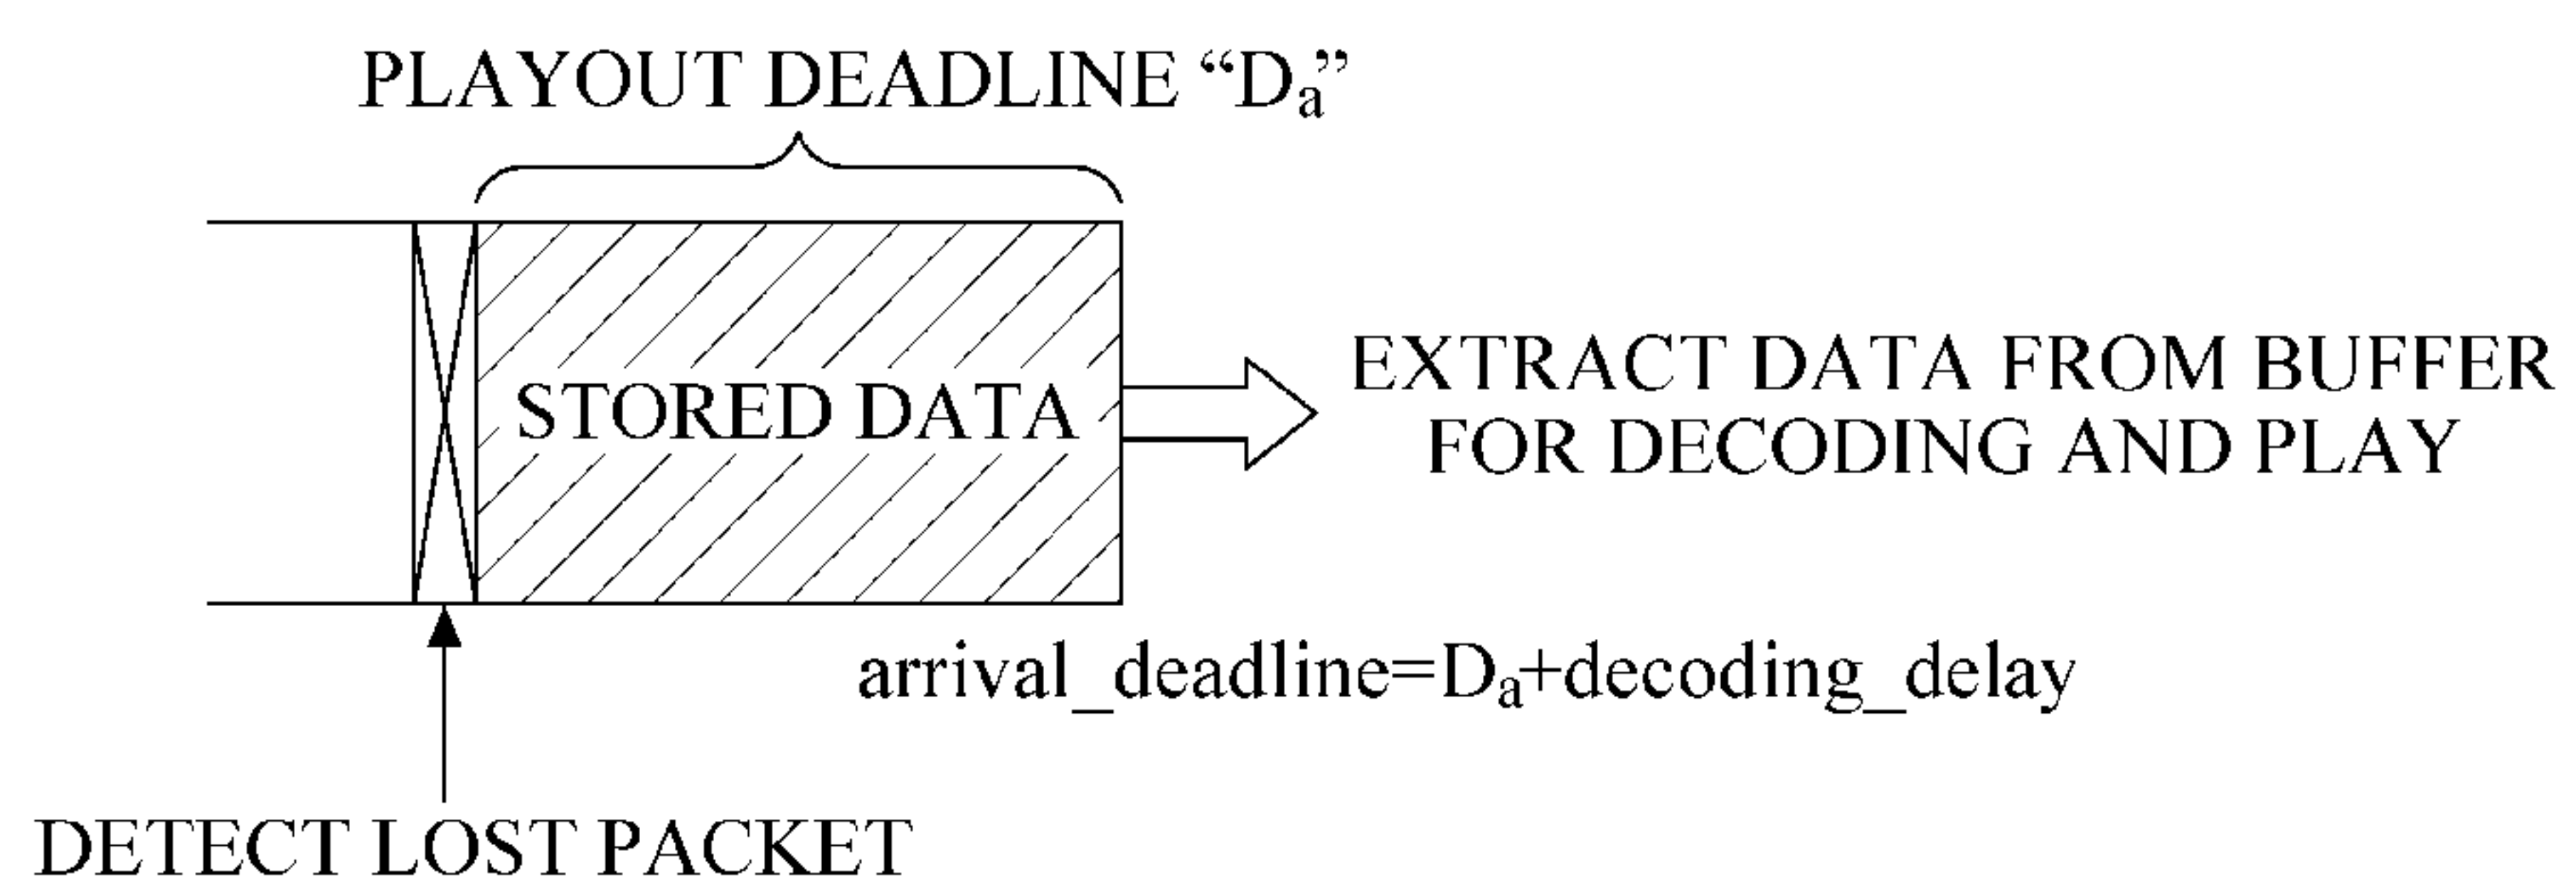 PLAYOUT DEADLINE “Da”
STORED DATA
EXTRACT DATA FROM BUFFER
FOR DECODING AND PLAY
arrival_deadline=Da+decoding_delay
DETECT LOST PACKET